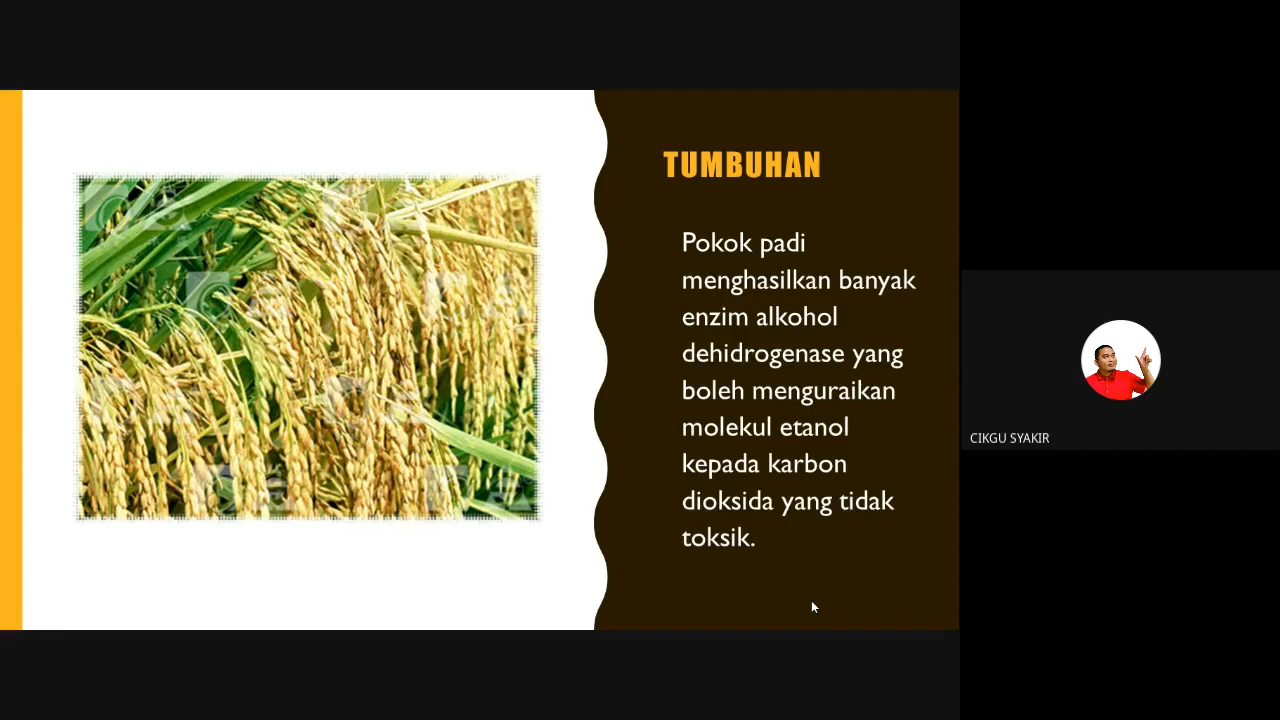 TUMBUHAN
Pokok padi
menghasilkan banyak
enzim alkohol
dehidrogenase yang
boleh menguraikan
molekul etanol
kepada karbon
dioksida yang tidak
toksik.
CIKGU SYAKIR